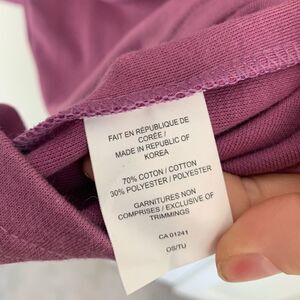 FAIT EN RÉPUBLIQUE DE
CORÉE /
MADE IN REPUBLIC OF
KOREA
70% COTON / COTTON
30% POLYESTER / POLYESTER
GARNITURES NON
COMPRISES / EXCLUSIVE OF
TRIMMINGS
CA 01241
OS/TU